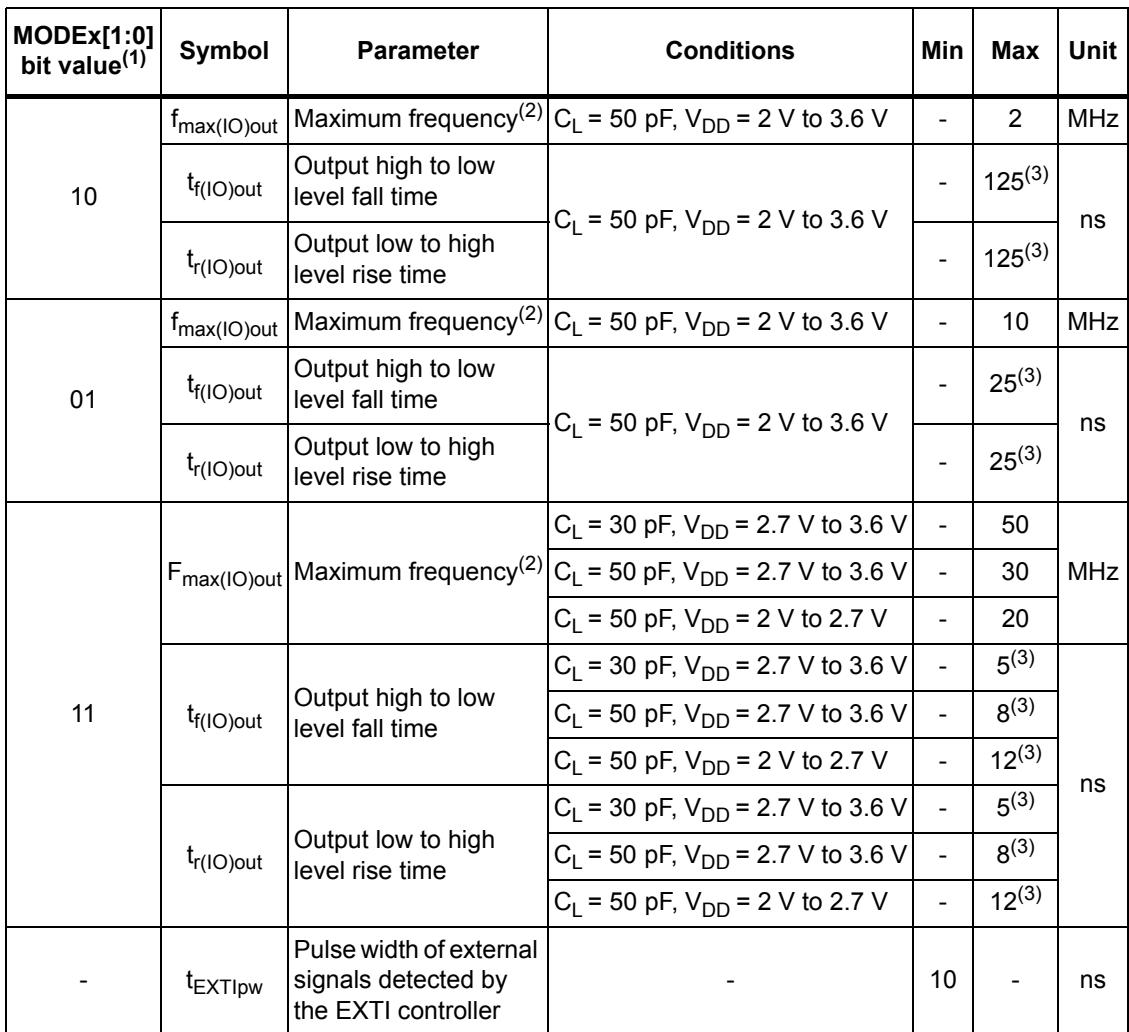 MODEx[1:0] bit value(1) Symbol Parameter Conditions Min Max Unit
10
fmax(IO)out Maximum frequency(2) CL = 50 pF, VDD = 2 V to 3.6 V - 2 MHz
tf(IO)out Output high to low level fall time CL = 50 pF, VDD = 2 V to 3.6 V - 125(3) ns
tr(IO)out Output low to high level rise time - 125(3)
01
fmax(IO)out Maximum frequency(2) CL = 50 pF, VDD = 2 V to 3.6 V - 10 MHz
tf(IO)out Output high to low level fall time CL = 50 pF, VDD = 2 V to 3.6 V - 25(3) ns
tr(IO)out Output low to high level rise time - 25(3)
11
Fmax(IO)out Maximum frequency(2) CL = 30 pF, VDD = 2.7 V to 3.6 V - 50 MHz
CL = 50 pF, VDD = 2.7 V to 3.6 V - 30
CL = 50 pF, VDD = 2 V to 2.7 V - 20
tf(IO)out Output high to low level fall time CL = 30 pF, VDD = 2.7 V to 3.6 V - 5(3) ns
CL = 50 pF, VDD = 2.7 V to 3.6 V - 8(3)
CL = 50 pF, VDD = 2 V to 2.7 V - 12(3)
tr(IO)out Output low to high level rise time CL = 30 pF, VDD = 2.7 V to 3.6 V - 5(3)
CL = 50 pF, VDD = 2.7 V to 3.6 V - 8(3)
CL = 50 pF, VDD = 2 V to 2.7 V - 12(3)
- tEXTIpw Pulse width of external signals detected by the EXTI controller - 10 - ns